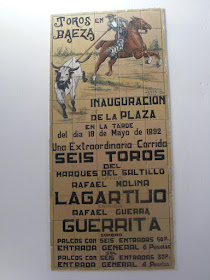 TOROS EN
BAEZA
INAUGURACION
DE LA PLAZA
EN LA TARDE
del dia 18 de Mayo de 1892
Una Extraordinaria Corrida
SEIS TOROS
DEL
MARQUES DEL SALTILLO
RAFAEL MOLINA
LAGARTIJO
RAFAEL GUERRA
GUERRITA
PALCOS CON SEIS ENTRADAS
ENTRADA GENERAL Pesetas
PALCOS CON SEIS ENTRADAS
ENTRADA GENERAL Pesetas